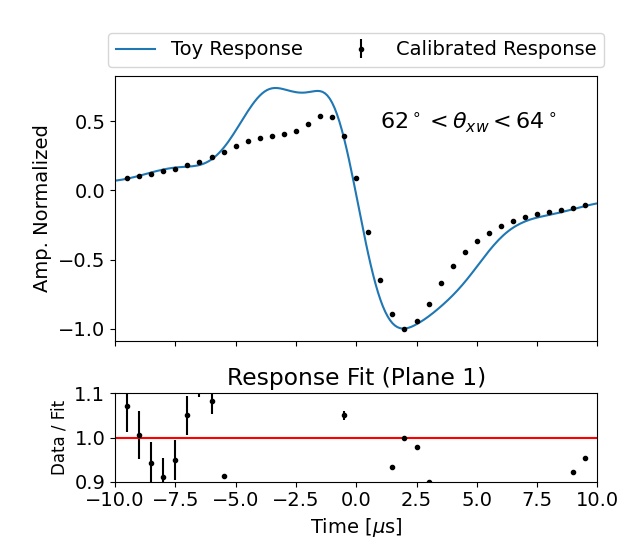 Toy Response
Calibrated Response
62° < θxw < 64°
Amp. Normalized
0.5
0.0
−0.5
−1.0
Response Fit (Plane 1)
Data / Fit
1.1
1.0
0.9
−10.0 −7.5 −5.0 −2.5 0.0 2.5 5.0 7.5 10.0
Time [μs]